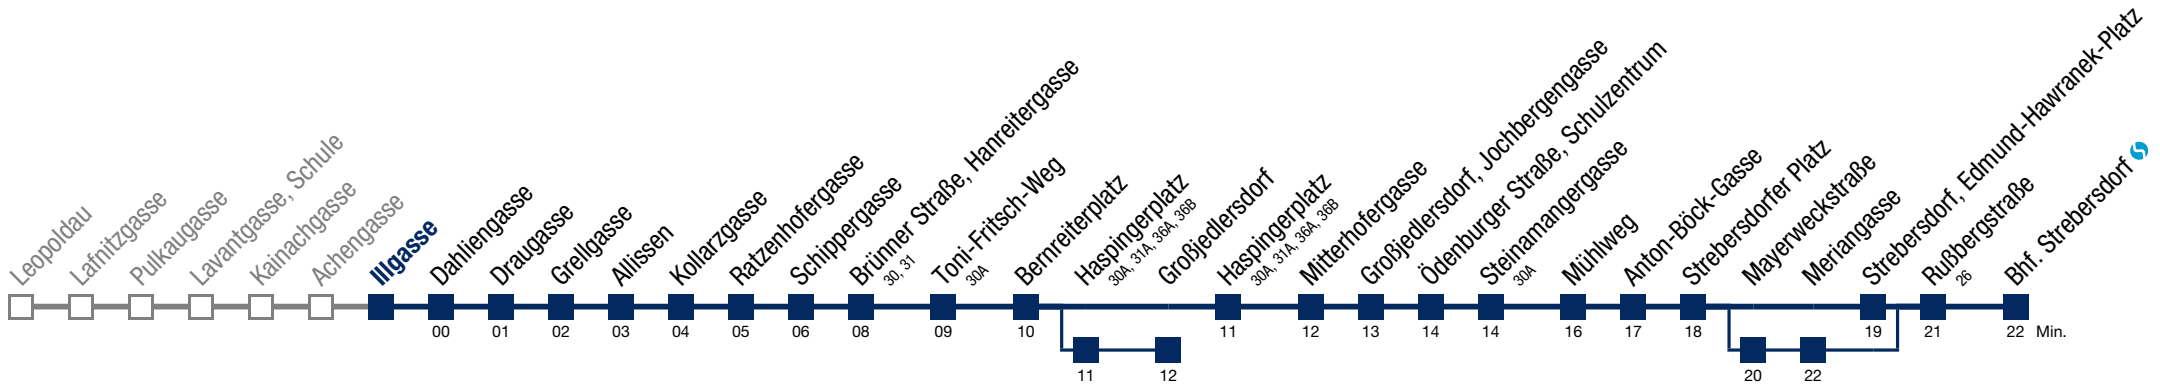 Leopoldau
Lafnitzgasse
Pulkaugasse
Lavantgasse, Schule
Kainachgasse
Achengasse
Illgasse
Dahliengasse
00
Draugasse
01
Grellgasse
02
Allissen
03
Kollarzgasse
04
Ratzenhofergasse
05
Schippergasse
06
Brünner Straße, Hanreitergasse
30, 31
08
Toni-Fritsch-Weg
30A
09
Bernreiterplatz
10
Haspingerplatz
30A, 31A, 36A, 36B
11
Großjedlersdorf
12
Haspingerplatz
30A, 31A, 36A, 36B
11
Mitterhofergasse
12
Großjedlersdorf, Jochbergengasse
13
Ödenburger Straße, Schulzentrum
14
Steinamangergasse
30A
14
Mühlweg
16
Anton-Böck-Gasse
17
Strebersdorfer Platz
18
Mayerweckstraße
20
Meriangasse
22
Strebersdorf, Edmund-Hawranek-Platz
19
Rußbergstraße
26
21
Bhf. Strebersdorf
22 Min.